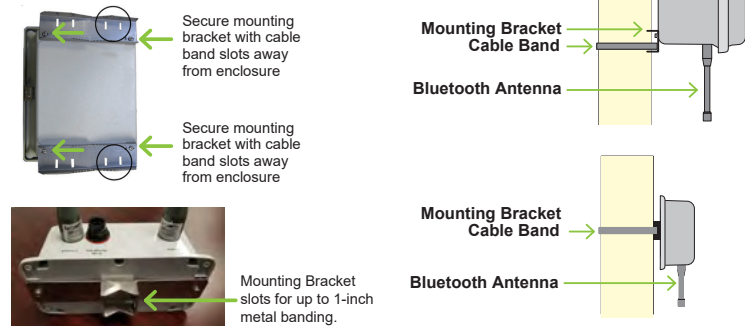 Secure mounting
bracket with cable
band slots away
from enclosure
Secure mounting
bracket with cable
band slots away
from enclosure
Mounting Bracket
slots for up to 1-inch
metal banding.
Mounting Bracket
Cable Band
Bluetooth Antenna
Mounting Bracket
Cable Band
Bluetooth Antenna